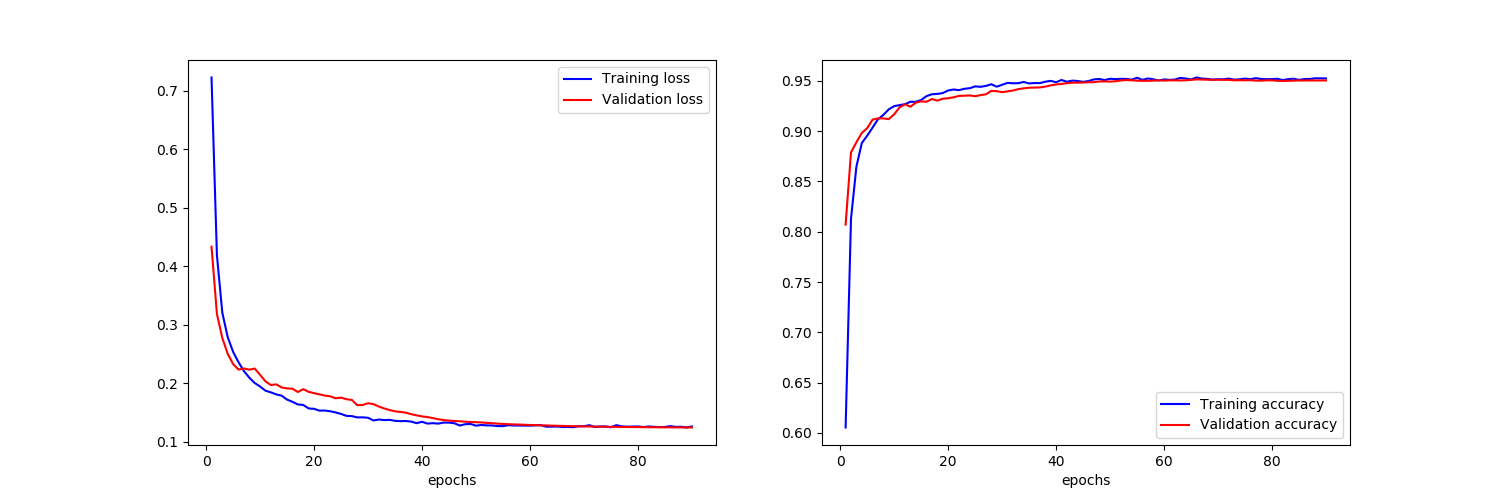 Training loss
Validation loss
0.7
0.6
0.5
0.4
0.3
0.2
0.1
0 20 40 60 80
epochs
0.95
0.90
0.85
0.80
0.75
0.70
0.65
0.60
Training accuracy
Validation accuracy
0 20 40 60 80
epochs